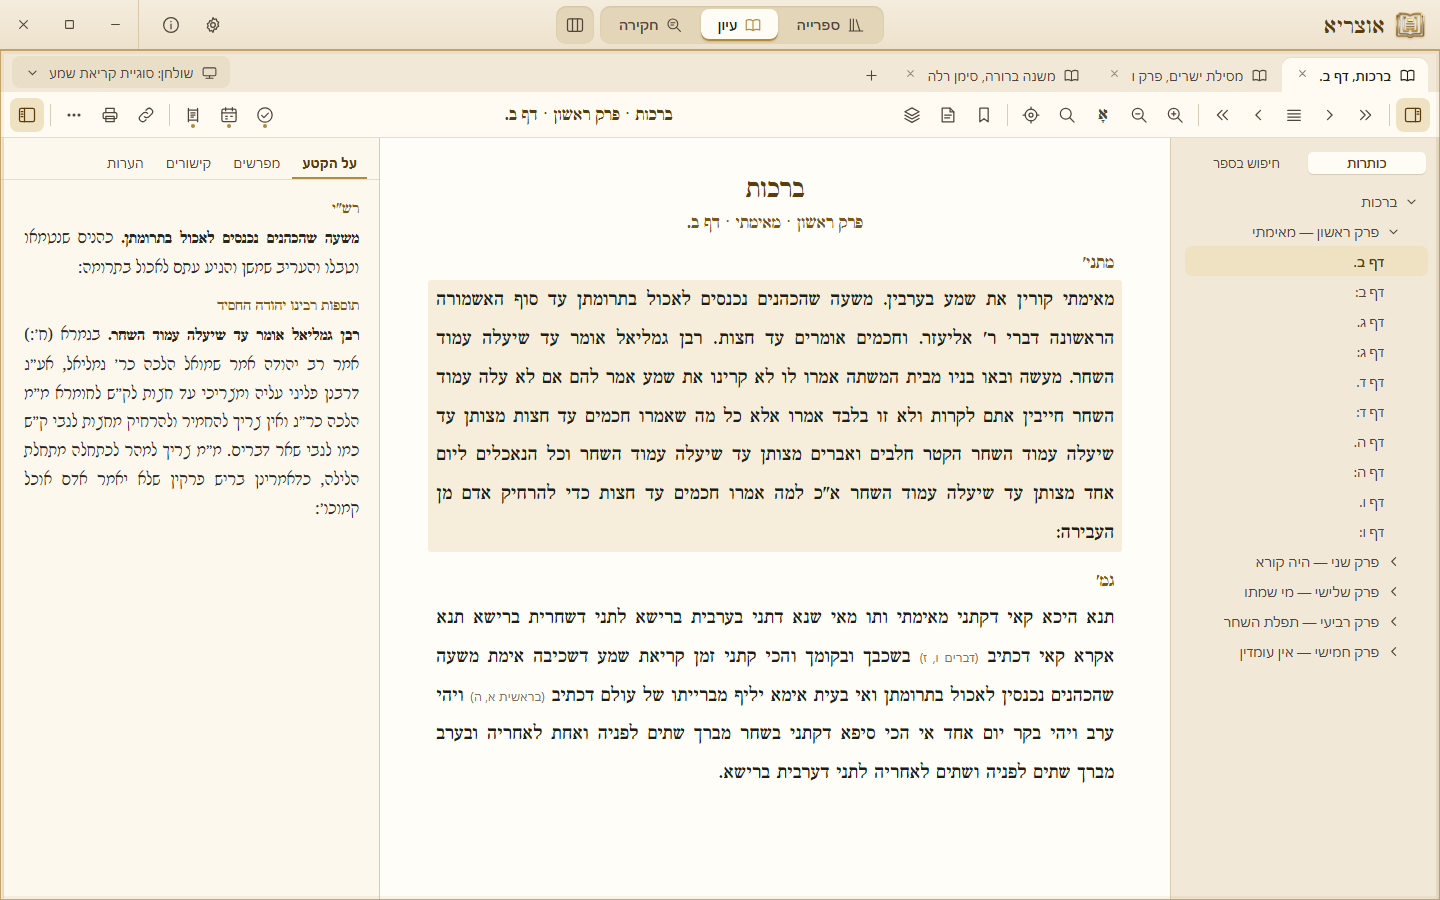 אוצריא
ספרייה
עיון
חקירה
ברכות, דף ב.
מסילת ישרים, פרק ו
משנה ברורה, סימן רלה
שולחן: סוגיית קריאת שמע
ברכות · פרק ראשון · דף ב.
כותרות
חיפוש בספר
ברכות
פרק ראשון — מאימתי
דף ב.
דף ב:
דף ג.
דף ג:
דף ד.
דף ד:
דף ה.
דף ה:
דף ו.
דף ו:
פרק שני — היה קורא
פרק שלישי — מי שמתו
פרק רביעי — תפלת השחר
פרק חמישי — אין עומדין
ברכות
פרק ראשון · מאימתי · דף ב.
מתני'
מאימתי קורין את שמע בערבין. משעה שהכהנים נכנסים לאכול בתרומתן עד סוף האשמורה
הראשונה דברי ר' אליעזר. וחכמים אומרים עד חצות. רבן גמליאל אומר עד שיעלה עמוד
השחר. מעשה ובאו בניו מבית המשתה אמרו לו לא קרינו את שמע אמר להם אם לא עלה עמוד
השחר חייבין אתם לקרות ולא זו בלבד אמרו אלא כל מה שאמרו חכמים עד חצות מצותן עד
שיעלה עמוד השחר הקטר חלבים ואברים מצותן עד שיעלה עמוד השחר וכל הנאכלים ליום
אחד מצותן עד שיעלה עמוד השחר א"כ למה אמרו חכמים עד חצות כדי להרחיק אדם מן
העבירה:
גמ'
תנא היכא קאי דקתני מאימתי ותו מאי שנא דתני בערבית ברישא לתני דשחרית ברישא תנא
אקרא קאי דכתיב (דברים ו, ז) בשכבך ובקומך והכי קתני זמן קריאת שמע דשכיבה אימת משעה
שהכהנים נכנסין לאכול בתרומתן ואי בעית אימא יליף מברייתו של עולם דכתיב (בראשית א, ה) ויהי
ערב ויהי בקר יום אחד אי הכי סיפא דקתני בשחר מברך שתים לפניה ואחת לאחריה ובערב
מברך שתים לפניה ושתים לאחריה לתני דערבית ברישא.
על הקטע
מפרשים
קישורים
הערות
רש"י
משעה שהכהנים נכנסים לאכול בתרומתן. כהנים שנטמאו
וטבלו והעריב שמשן והגיע עתם לאכול בתרומה:
תוספות רבינו יהודה החסיד
רבן גמליאל אומר עד שיעלה עמוד השחר. בגמרא (ח':)
אמר רב יהודה אמר שמואל הלכה כר' גמליאל, אע"ג
דרבנן פליגי עליה ומצריכי עד חצות לק"ש לחומרא מ"מ
הלכה כר"ג ואין צריך להחמיר ולהרחיק מחצות לגבי ק"ש
כמו לגבי שאר דברים. מ"מ צריך למהר לכתחלה מתחלת
הלילה, כדאמרינן בריש פרקין שלא יאמר אדם אוכל
קמוכו':